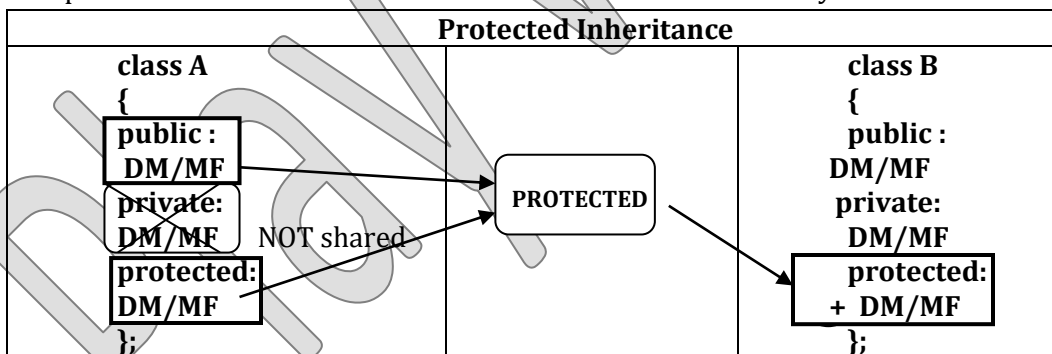 Protected Inheritance
class A
{
public :
DM/MF
private:
DM/MF NOT shared
protected:
DM/MF
};
PROTECTED
class B
{
public :
DM/MF
private:
DM/MF
protected:
+ DM/MF
};